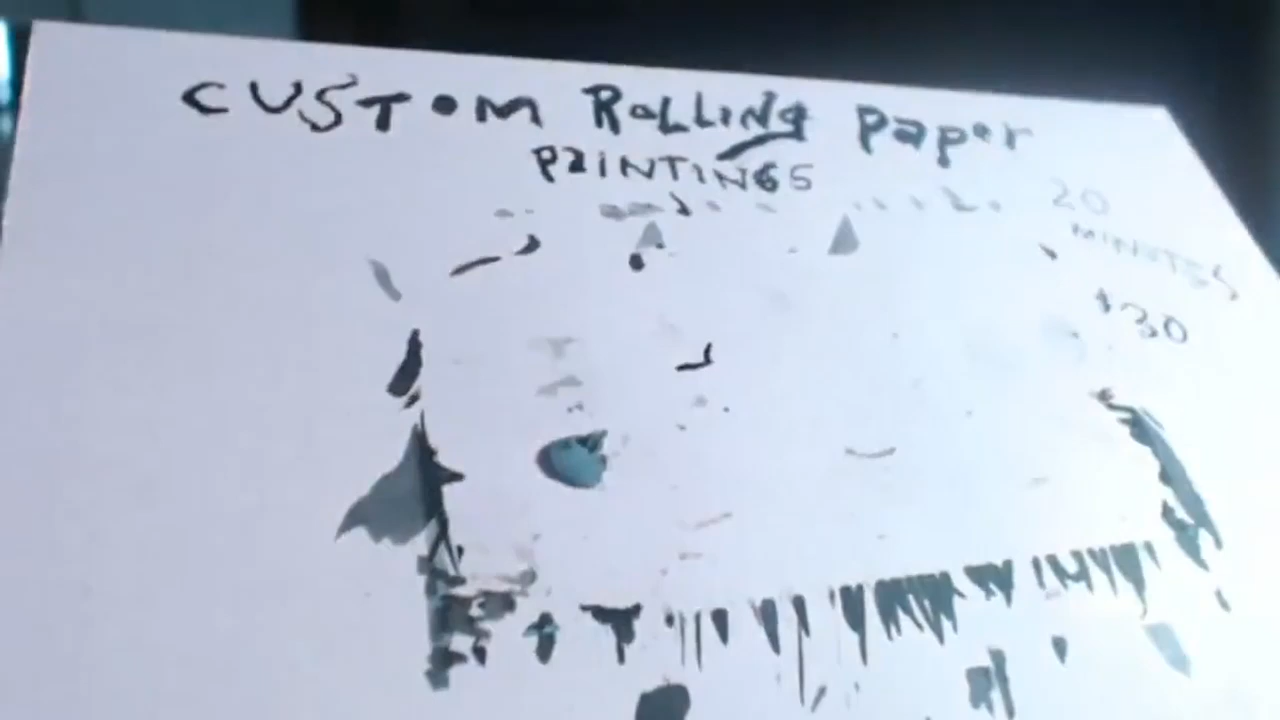 CUSTOM ROLLING PAPER
PAINTINGS
20
MINUTES
$30